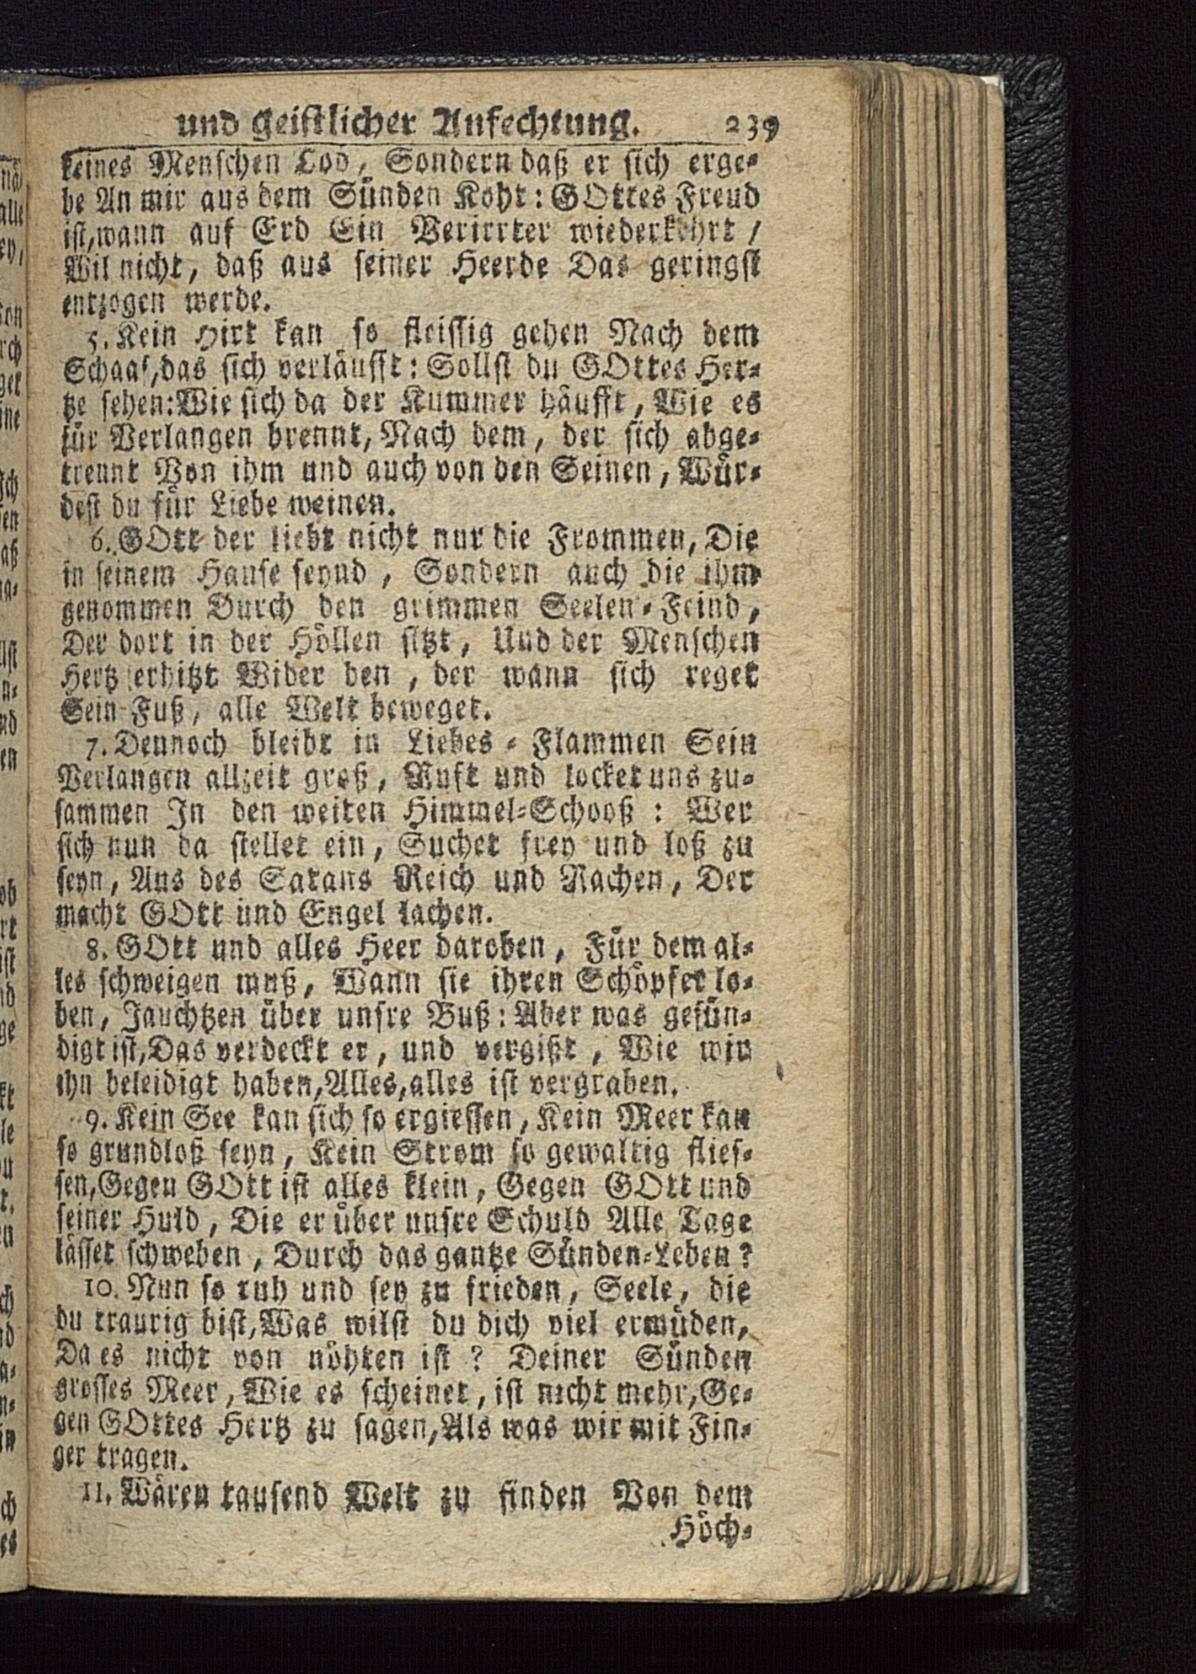 und geistlicher Anfechtung. 239
keines Menschen Tod, Sondern daß er sich erge-
be An mir aus dem Sünden Koht: GOttes Freud
ist, wann auf Erd Ein Verirrter wiederkehrt /
Wil nicht, daß aus seiner Heerde Das geringst
entzogen werde.
5. Kein Hirt kan so fleissig gehen Nach dem
Schaaf, das sich verläufft: Sollst du GOttes Her-
tze sehen: Wie sich da der Kummer häufft, Wie es
für Verlangen brennt, Nach dem, der sich abge-
trennt Von ihm und auch von den Seinen, Wür-
dest du für Liebe weinen.
6. GOtt der liebt nicht nur die Frommen, Die
in seinem Hause seynd, Sondern auch die ihm
genommen Durch den grimmen Seelen-Feind,
Der dort in der Höllen sitzt, Und der Menschen
Hertz erhitzt Wider den, der wann sich reget
Sein Fuß, alle Welt beweget.
7. Dennoch bleibt in Liebes-Flammen Sein
Verlangen allzeit groß, Ruft und locket uns zu-
sammen In den weiten Himmel-Schooß: Wer
sich nun da stellet ein, Suchet frey und loß zu
seyn, Aus des Satans Reich und Rachen, Der
macht GOtt und Engel lachen.
8. GOtt und alles Heer daroben, Für dem al-
les schweigen muß, Wann sie ihren Schöpfer lo-
ben, Jauchtzen über unsre Buß: Aber was gesün-
digt ist, Das verdeckt er, und vergißt, Wie wir
ihn beleidigt haben, Alles, alles ist vergraben.
9. Kein See kan sich so ergiessen, Kein Meer kan
so grundloß seyn, Kein Strom so gewaltig flies-
sen, Gegen GOtt ist alles klein, Gegen GOtt und
seiner Huld, Die er über unsre Schuld Alle Tage
lässet schweben, Durch das gantze Sünden-Leben?
10. Nun so ruh und sey zu frieden, Seele, die
du traurig bist, Was wilst du dich viel ermüden,
Da es nicht von nöhten ist? Deiner Sünden
grosses Meer, Wie es scheinet, ist nicht mehr, Ge-
gen GOttes Hertz zu sagen, Als was wir mit Fin-
ger tragen.
11. Wären tausend Welt zu finden Von dem
Höch-